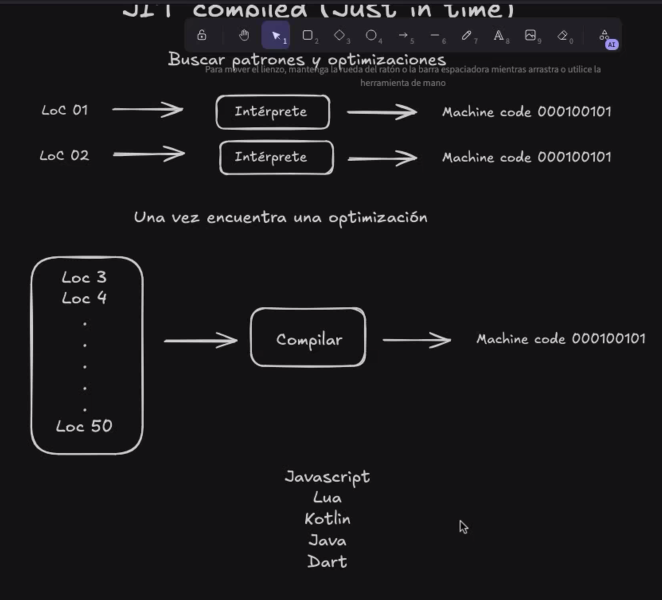 JIT compiled (Just in time)
1 2 3 4 5 6 7 8 9 0
AI
Buscar patrones y optimizaciones
Para mover el lienzo, mantenga la rueda del ratón o la barra espaciadora mientras arrastra o utilice la
herramienta de mano
LoC 01 Intérprete Machine code 000100101
LoC 02 Intérprete Machine code 000100101
Una vez encuentra una optimización
Loc 3
Loc 4
.
.
.
.
.
Loc 50
Compilar
Machine code 000100101
Javascript
Lua
Kotlin
Java
Dart